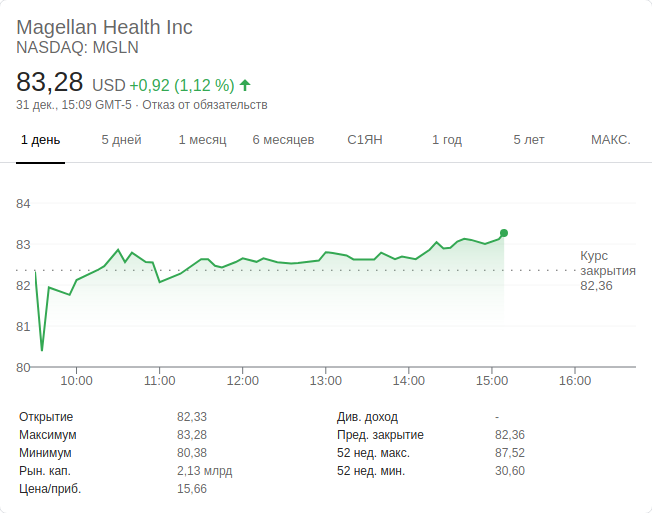 Magellan Health Inc
NASDAQ: MGLN
83,28 USD +0,92 (1,12 %)
31 дек., 15:09 GMT-5 · Отказ от обязательств
1 день 5 дней 1 месяц 6 месяцев С1ЯН 1 год 5 лет МАКС.
84
83
82
81
80
Курс
закрытия
82,36
10:00 11:00 12:00 13:00 14:00 15:00 16:00
Открытие 82,33 Див. доход -
Максимум 83,28 Пред. закрытие 82,36
Минимум 80,38 52 нед. макс. 87,52
Рын. кап. 2,13 млрд 52 нед. мин. 30,60
Цена/приб. 15,66